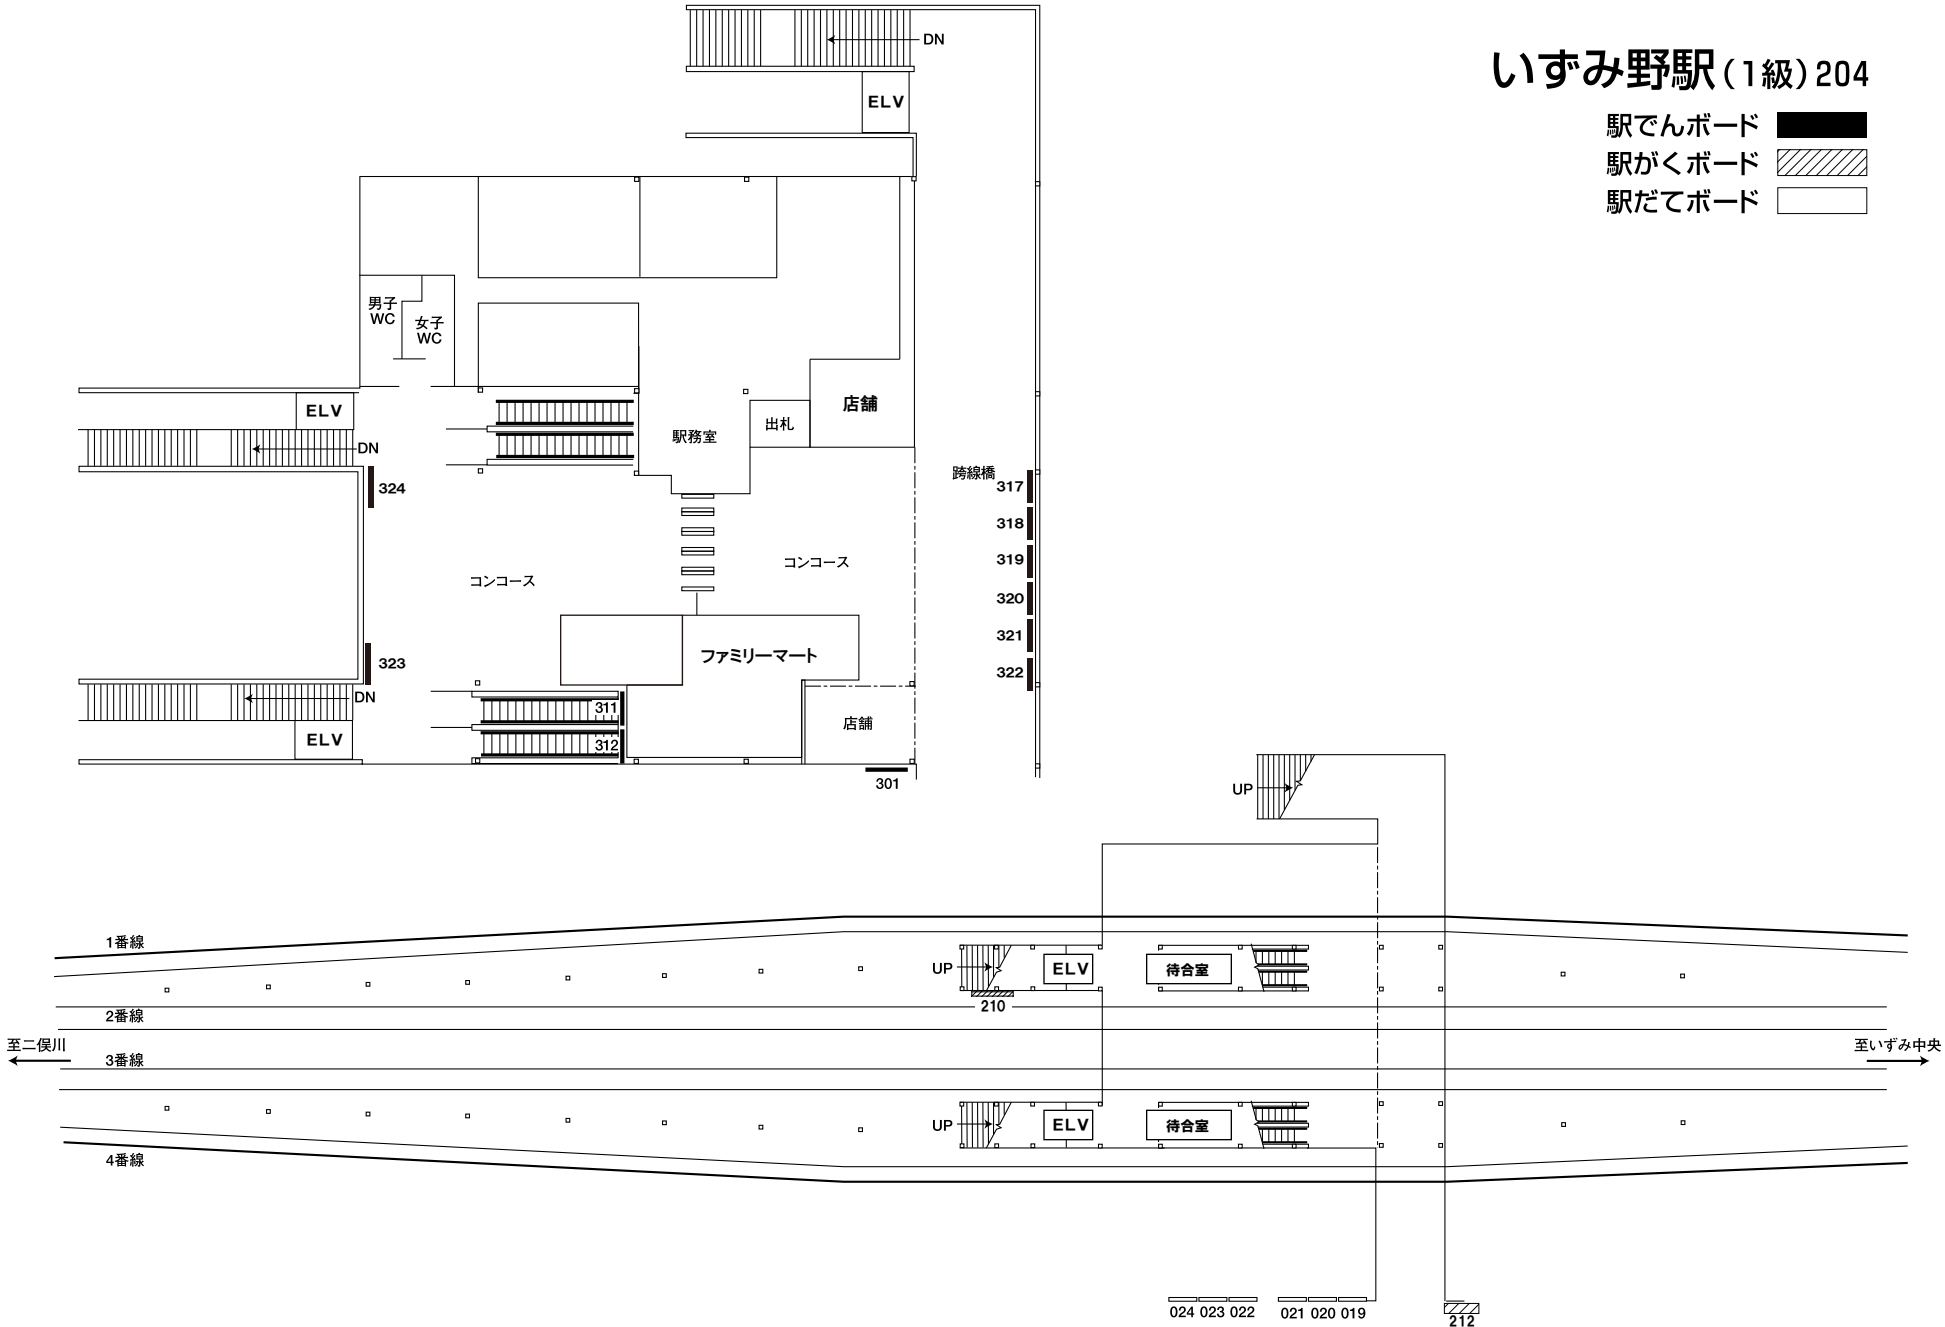 いずみ野駅(1級)204
駅でんボード
駅がくボード
駅だてボード
DN
ELV
男子
WC
女子
WC
ELV
DN
324
323
DN
ELV
駅務室
出札
店舗
跨線橋
317
318
319
320
321
322
コンコース
コンコース
ファミリーマート
311
312
店舗
301
UP
1番線
2番線
3番線
4番線
至二俣川
至いずみ中央
UP
ELV
待合室
210
UP
ELV
待合室
024 023 022
021 020 019
212